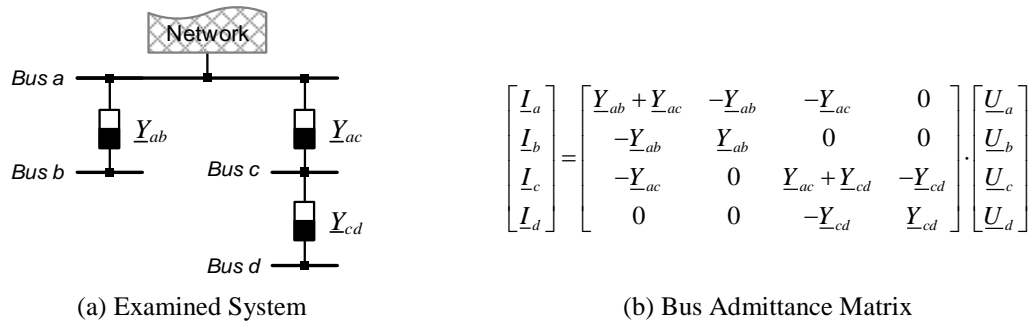 Network
Bus a
Y_ab
Y_ac
Bus b
Bus c
Y_cd
Bus d
(a) Examined System
[I_a] = [Y_ab + Y_ac  -Y_ab  -Y_ac  0] · [U_a]
[I_b]   [-Y_ab  Y_ab  0  0]   [U_b]
[I_c]   [-Y_ac  0  Y_ac + Y_cd  -Y_cd]   [U_c]
[I_d]   [0  0  -Y_cd  Y_cd]   [U_d]
(b) Bus Admittance Matrix